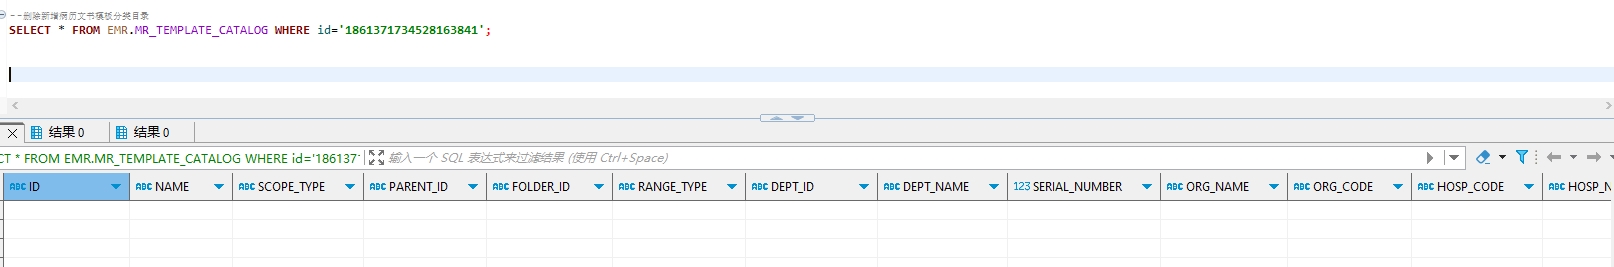 --删除新增病历文书模板分类目录
SELECT * FROM EMR.MR_TEMPLATE_CATALOG WHERE id='1861371734528163841';
结果 0
结果 0
CT * FROM EMR.MR_TEMPLATE_CATALOG WHERE id='186137'
输入一个 SQL 表达式来过滤结果 (使用 Ctrl+Space)
ABC ID ABC NAME ABC SCOPE_TYPE ABC PARENT_ID ABC FOLDER_ID ABC RANGE_TYPE ABC DEPT_ID ABC DEPT_NAME 123 SERIAL_NUMBER ABC ORG_NAME ABC ORG_CODE ABC HOSP_CODE ABC HOSP_N